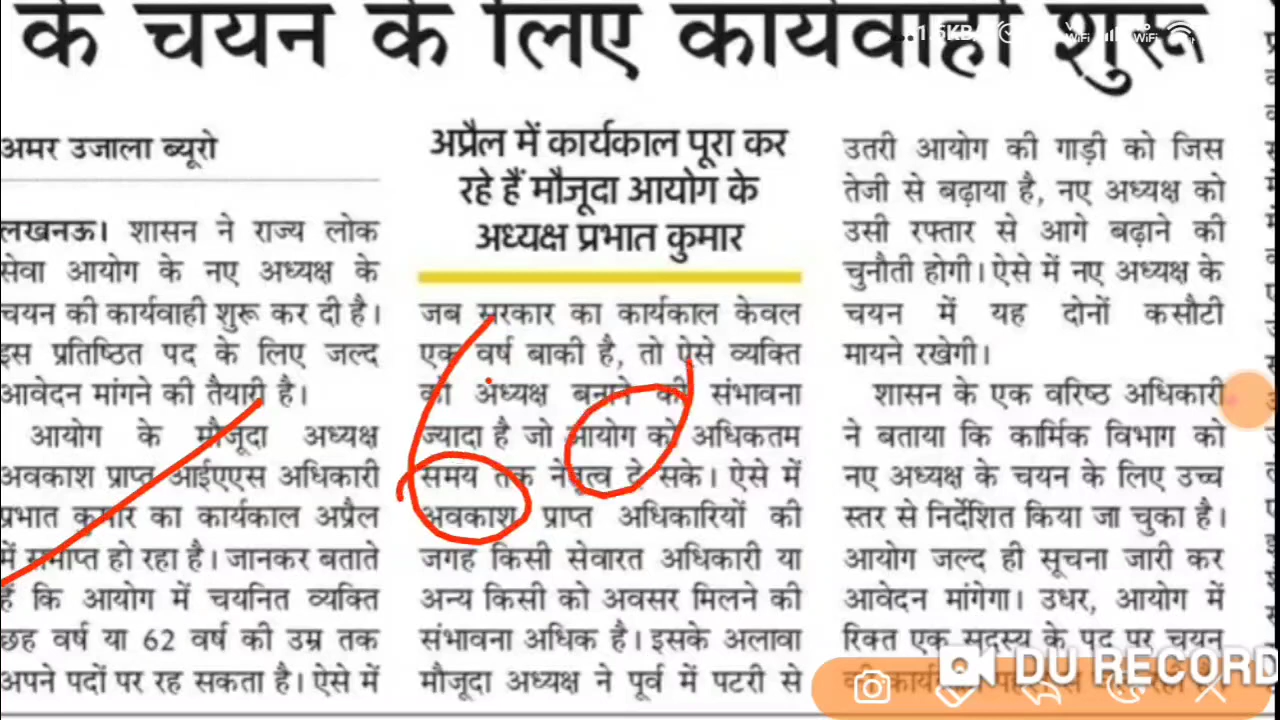 के चयन के लिए कार्यवाही शुरू
अमर उजाला ब्यूरो
लखनऊ। शासन ने राज्य लोक
सेवा आयोग के नए अध्यक्ष के
चयन की कार्यवाही शुरू कर दी है।
इस प्रतिष्ठित पद के लिए जल्द
आवेदन मांगने की तैयारी है।
आयोग के मौजूदा अध्यक्ष
अवकाश प्राप्त आईएएस अधिकारी
प्रभात कुमार का कार्यकाल अप्रैल
में समाप्त हो रहा है। जानकर बताते
हैं कि आयोग में चयनित व्यक्ति
छह वर्ष या 62 वर्ष की उम्र तक
अपने पदों पर रह सकता है। ऐसे में
अप्रैल में कार्यकाल पूरा कर
रहे हैं मौजूदा आयोग के
अध्यक्ष प्रभात कुमार
जब सरकार का कार्यकाल केवल
एक वर्ष बाकी है, तो ऐसे व्यक्ति
को अध्यक्ष बनाने की संभावना
ज्यादा है जो आयोग को अधिकतम
समय तक नेतृत्व दे सके। ऐसे में
अवकाश प्राप्त अधिकारियों की
जगह किसी सेवारत अधिकारी या
अन्य किसी को अवसर मिलने की
संभावना अधिक है। इसके अलावा
मौजूदा अध्यक्ष ने पूर्व में पटरी से
उतरी आयोग की गाड़ी को जिस
तेजी से बढ़ाया है, नए अध्यक्ष को
उसी रफ्तार से आगे बढ़ाने की
चुनौती होगी। ऐसे में नए अध्यक्ष के
चयन में यह दोनों कसौटी
मायने रखेगी।
शासन के एक वरिष्ठ अधिकारी
ने बताया कि कार्मिक विभाग को
नए अध्यक्ष के चयन के लिए उच्च
स्तर से निर्देशित किया जा चुका है।
आयोग जल्द ही सूचना जारी कर
आवेदन मांगेगा। उधर, आयोग में
रिक्त एक सदस्य के पद पर चयन
60
DU RECORD